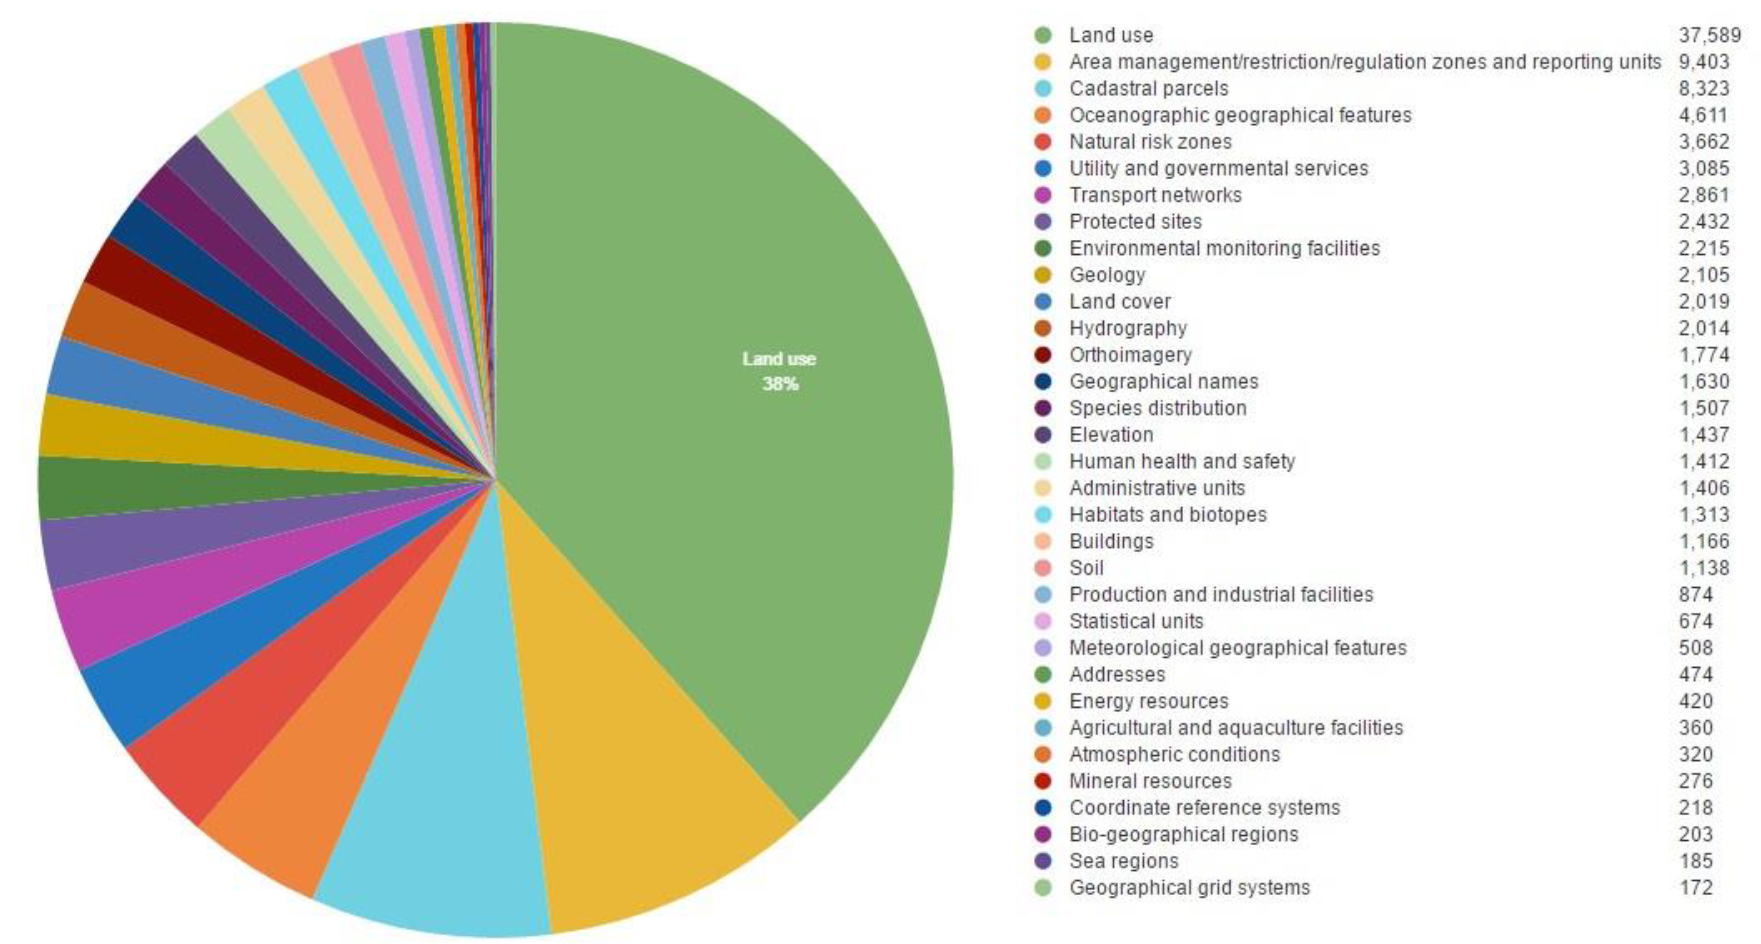 Land use
38%
Land use 37,589
Area management/restriction/regulation zones and reporting units 9,403
Cadastral parcels 8,323
Oceanographic geographical features 4,611
Natural risk zones 3,662
Utility and governmental services 3,085
Transport networks 2,861
Protected sites 2,432
Environmental monitoring facilities 2,215
Geology 2,105
Land cover 2,019
Hydrography 2,014
Orthoimagery 1,774
Geographical names 1,630
Species distribution 1,507
Elevation 1,437
Human health and safety 1,412
Administrative units 1,406
Habitats and biotopes 1,313
Buildings 1,166
Soil 1,138
Production and industrial facilities 874
Statistical units 674
Meteorological geographical features 508
Addresses 474
Energy resources 420
Agricultural and aquaculture facilities 360
Atmospheric conditions 320
Mineral resources 276
Coordinate reference systems 218
Bio-geographical regions 203
Sea regions 185
Geographical grid systems 172